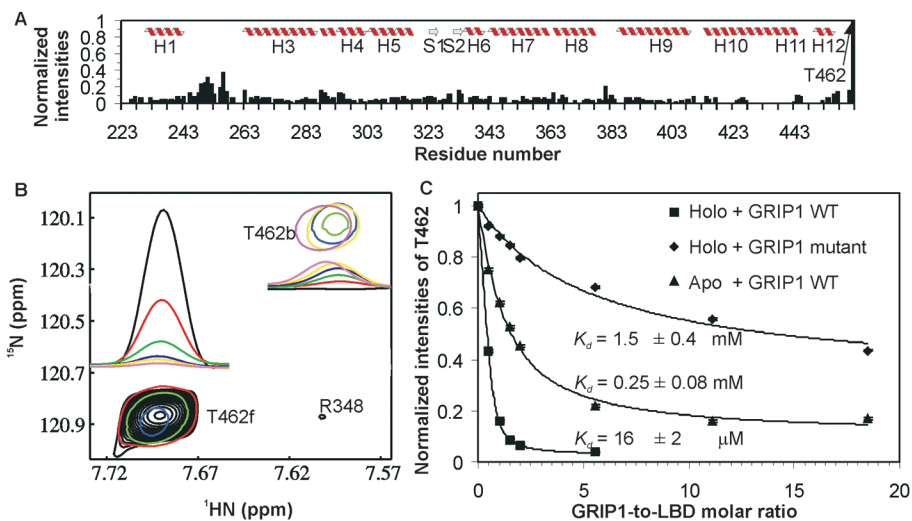 A
Normalized intensities
1
0.8
0.6
0.4
0.2
0
H1
H3
H4
H5
S1
S2
H6
H7
H8
H9
H10
H11
H12
T462
223 243 263 283 303 323 343 363 383 403 423 443
Residue number
B
15N (ppm)
120.1
120.3
120.5
120.7
120.9
T462b
T462f
R348
7.72 7.67 7.62 7.57
1HN (ppm)
C
Normalized intensities of T462
1
0.8
0.6
0.4
0.2
0
Holo + GRIP1 WT
Holo + GRIP1 mutant
Apo + GRIP1 WT
Kd = 1.5 ± 0.4 mM
Kd = 0.25 ± 0.08 mM
Kd = 16 ± 2 μM
0 5 10 15 20
GRIP1-to-LBD molar ratio